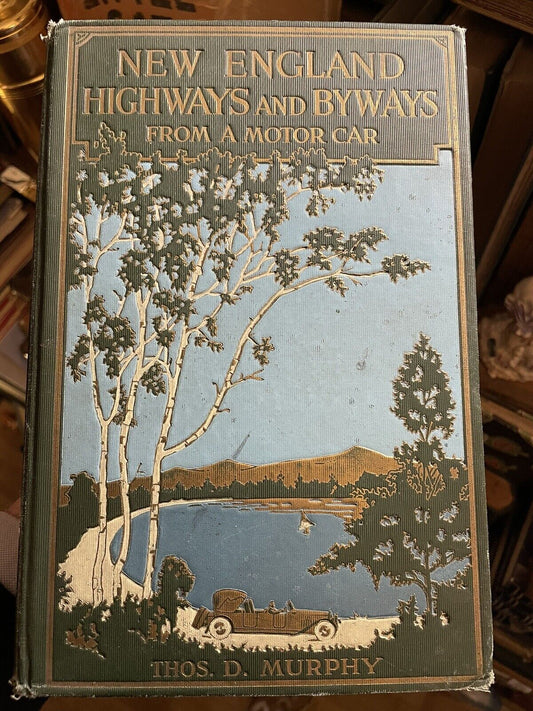 NEW ENGLAND
HIGHWAYS AND BYWAYS
FROM A MOTOR CAR
THOS. D. MURPHY